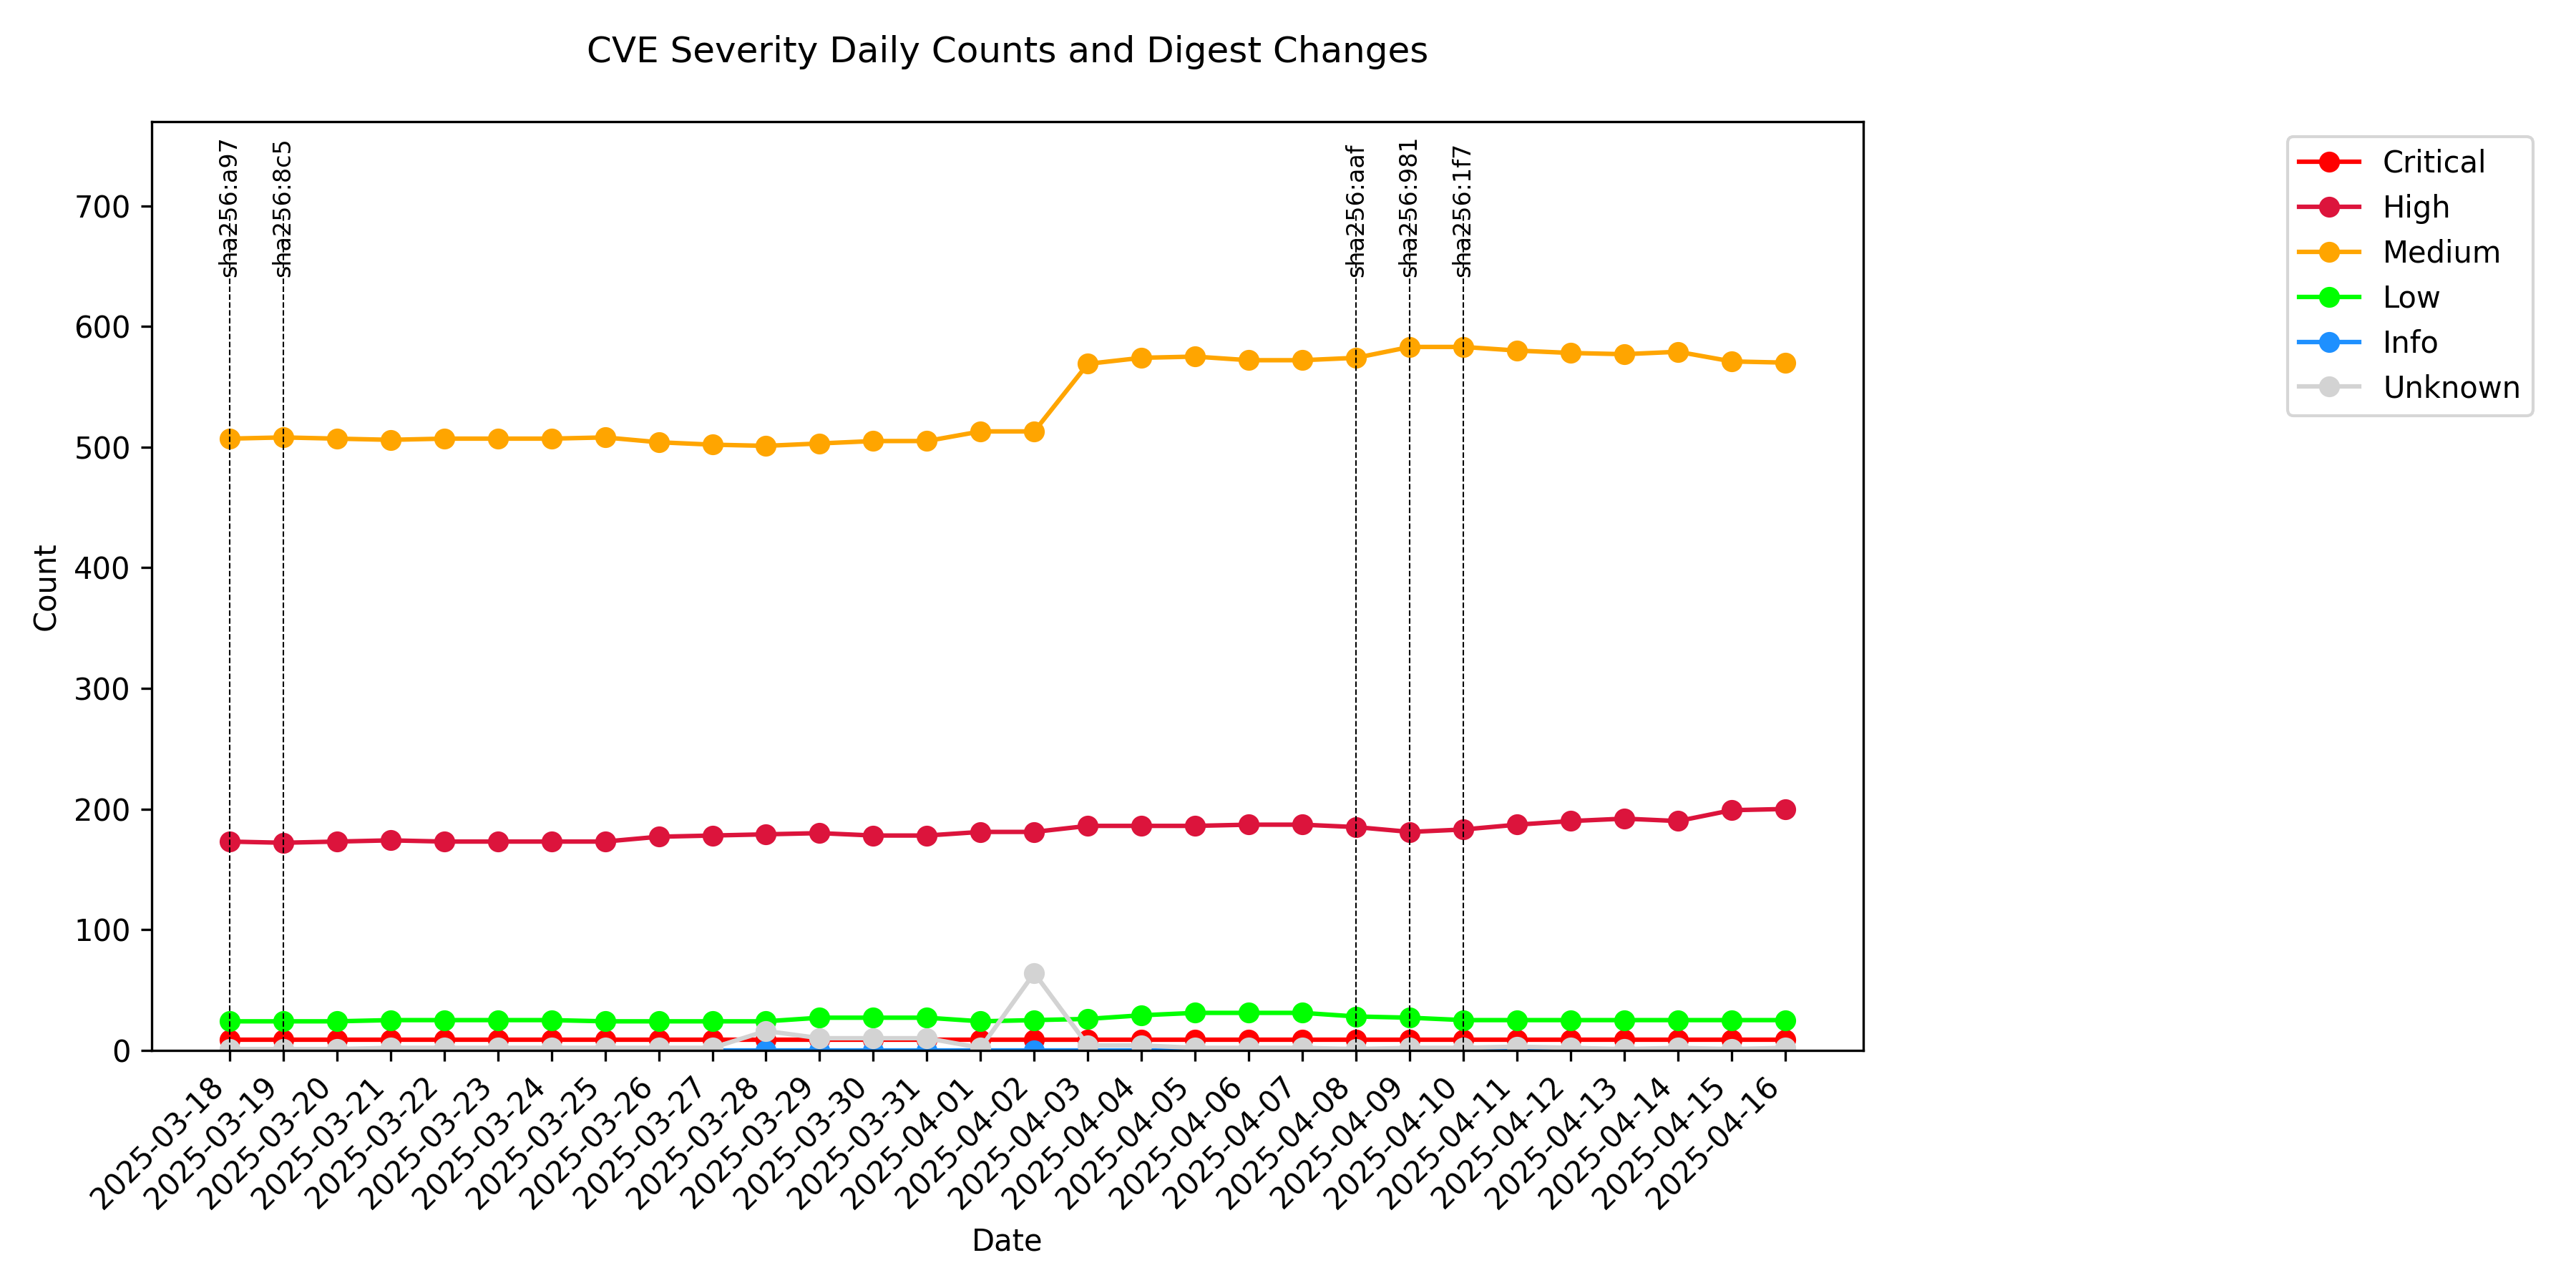 CVE Severity Daily Counts and Digest Changes
sha256:a97
sha256:8c5
sha256:aaf
sha256:981
sha256:1f7
700
600
500
400
300
200
100
0
Count
2025-03-18
2025-03-19
2025-03-20
2025-03-21
2025-03-22
2025-03-23
2025-03-24
2025-03-25
2025-03-26
2025-03-27
2025-03-28
2025-03-29
2025-03-30
2025-03-31
2025-04-01
2025-04-02
2025-04-03
2025-04-04
2025-04-05
2025-04-06
2025-04-07
2025-04-08
2025-04-09
2025-04-10
2025-04-11
2025-04-12
2025-04-13
2025-04-14
2025-04-15
2025-04-16
Date
Critical
High
Medium
Low
Info
Unknown